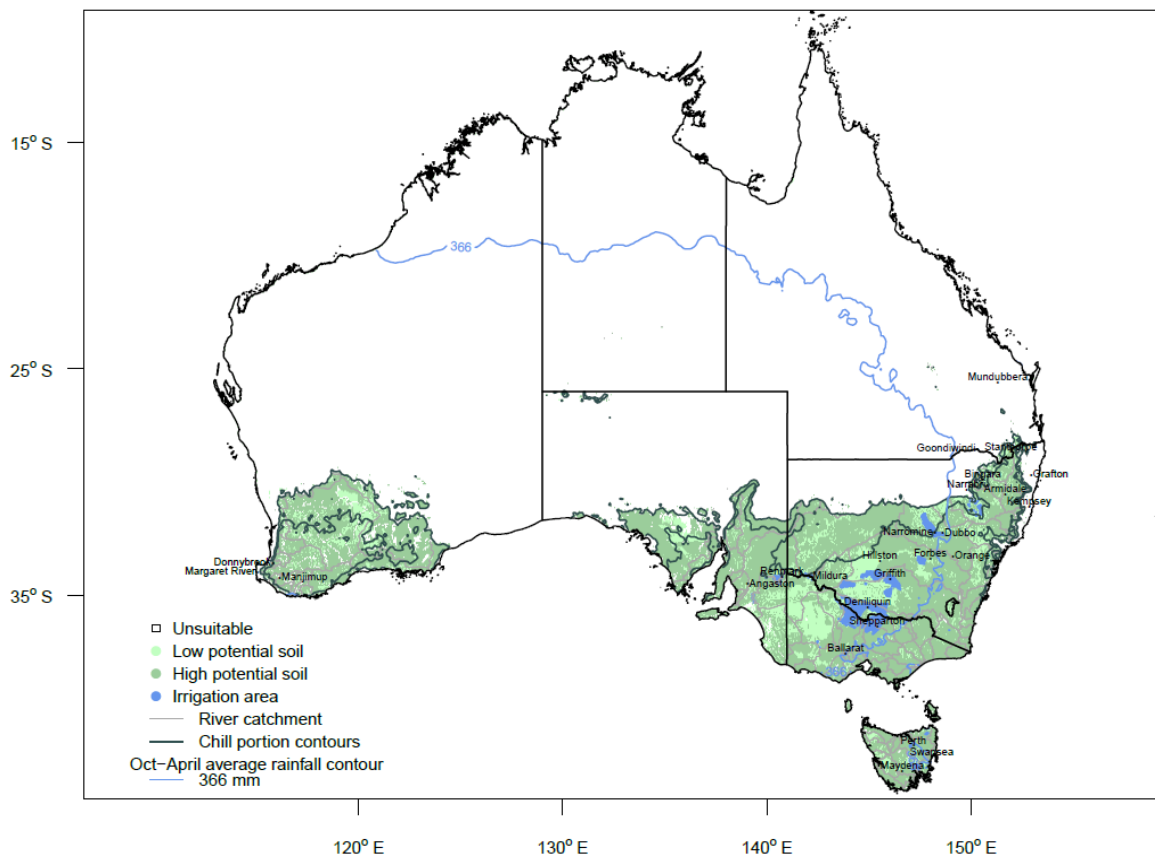 15° S
25° S
35° S
120° E
130° E
140° E
150° E
366
Mundubbera
Goondiwindi
Stanthorpe
Bingara
Grafton
Narrabri
Armidale
Kempsey
Narromine
Dubbo
Hillston
Forbes
Orange
Donnybrook
Margaret River
Manjimup
Renmark
Mildura
Griffith
Angaston
Deniliquin
Shepparton
Ballarat
366
Perth
Swansea
Maydena
Unsuitable
Low potential soil
High potential soil
Irrigation area
River catchment
Chill portion contours
Oct-April average rainfall contour
366 mm